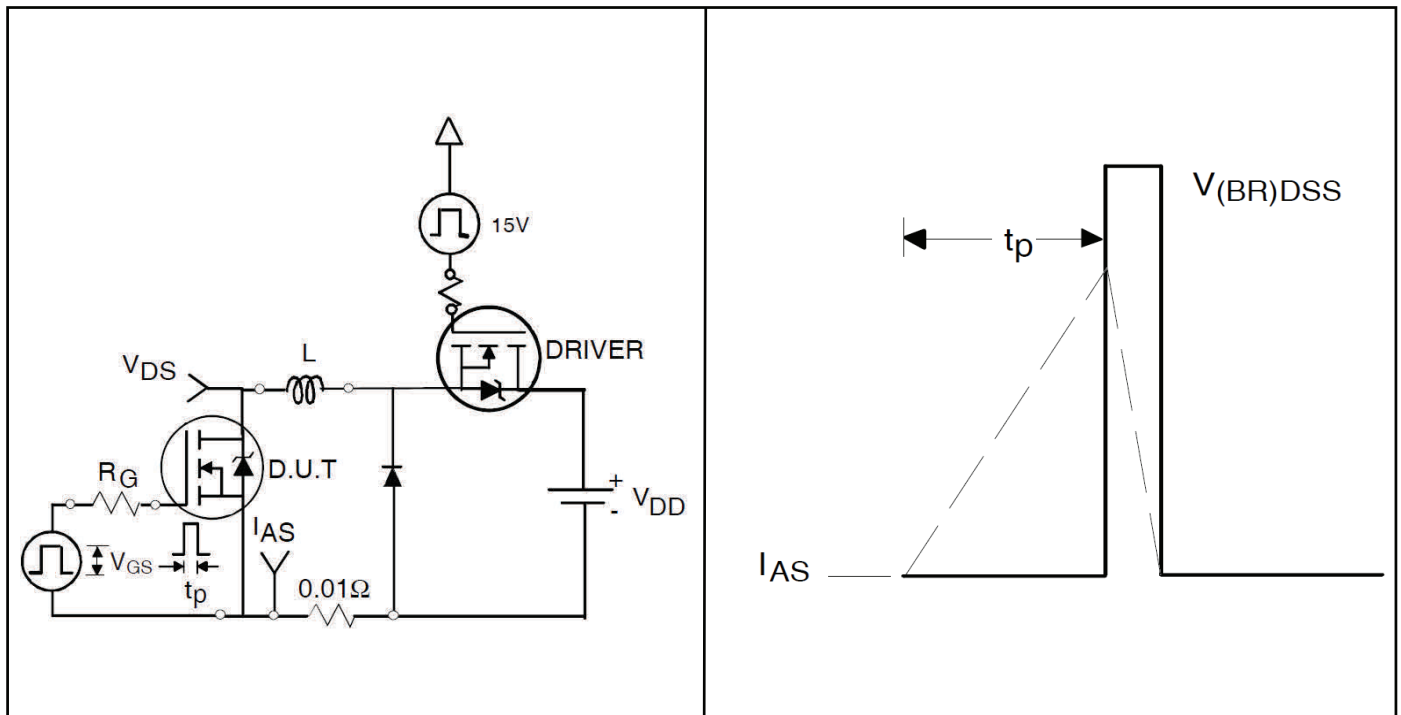 15V
DRIVER
L
VDS
RG
D.U.T
+
VDD
-
IAS
VGS
tp
0.01Ω
V(BR)DSS
tp
IAS